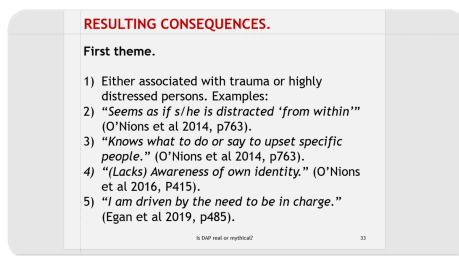 RESULTING CONSEQUENCES.
First theme.
1) Either associated with trauma or highly
distressed persons. Examples:
2) “Seems as if s/he is distracted ‘from within’”
(O’Nions et al 2014, p763).
3) “Knows what to do or say to upset specific
people.” (O’Nions et al 2014, p763).
4) “(Lacks) Awareness of own identity.” (O’Nions
et al 2016, P415).
5) “I am driven by the need to be in charge.”
(Egan et al 2019, p485).
Is DAP real or mythical?
33